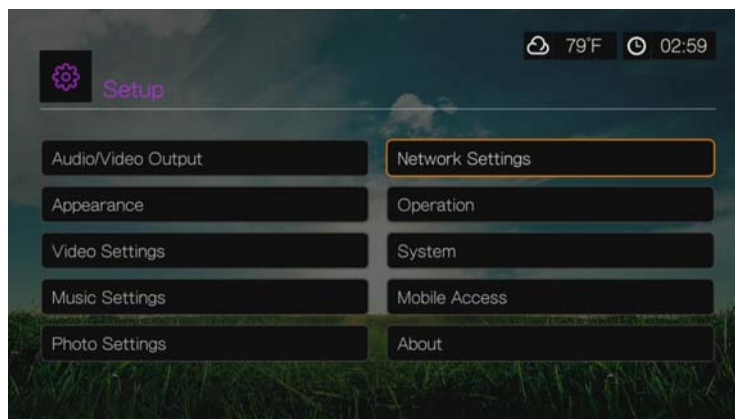 79°F 02:59
Setup
Audio/Video Output
Network Settings
Appearance
Operation
Video Settings
System
Music Settings
Mobile Access
Photo Settings
About